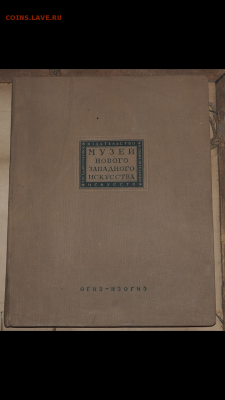 COINS.LAVE.RU
МУЗЕЙ
НОВОГО
ЗАПАДНОГО
ИСКУССТВА
ОГИЗ-ИЗОГИЗ